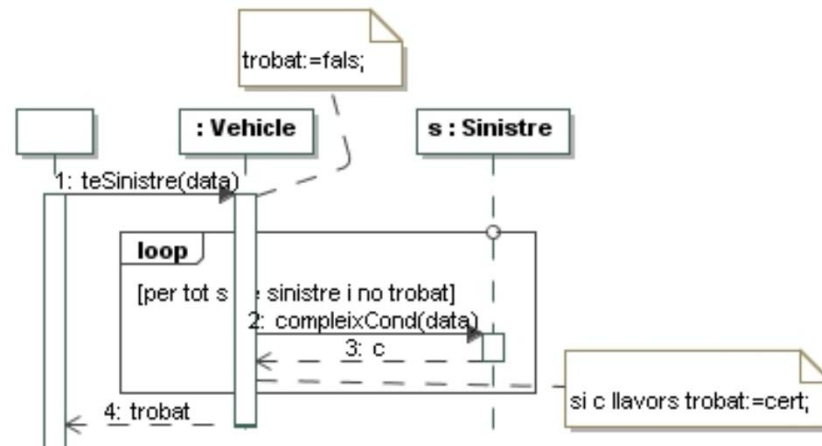 trobat:=fals;
: Vehicle
s : Sinistre
1: teSinistre(data)
loop
[per tot s e sinistre i no trobat]
2: compleixCond(data)
3: c
si c llavors trobat:=cert;
4: trobat